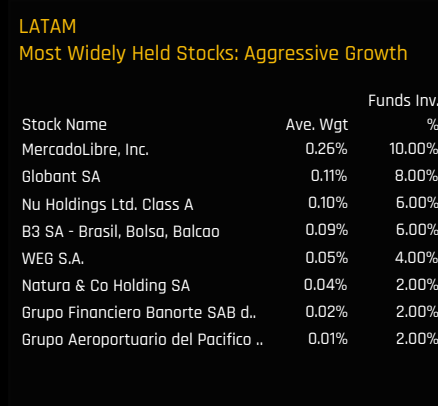 LATAM
Most Widely Held Stocks: Aggressive Growth
Funds Inv.
Stock Name Ave. Wgt %
MercadoLibre, Inc. 0.26% 10.00%
Globant SA 0.11% 8.00%
Nu Holdings Ltd. Class A 0.10% 6.00%
B3 SA - Brasil, Bolsa, Balcao 0.09% 6.00%
WEG S.A. 0.05% 4.00%
Natura & Co Holding SA 0.04% 2.00%
Grupo Financiero Banorte SAB d.. 0.02% 2.00%
Grupo Aeroportuario del Pacifico .. 0.01% 2.00%